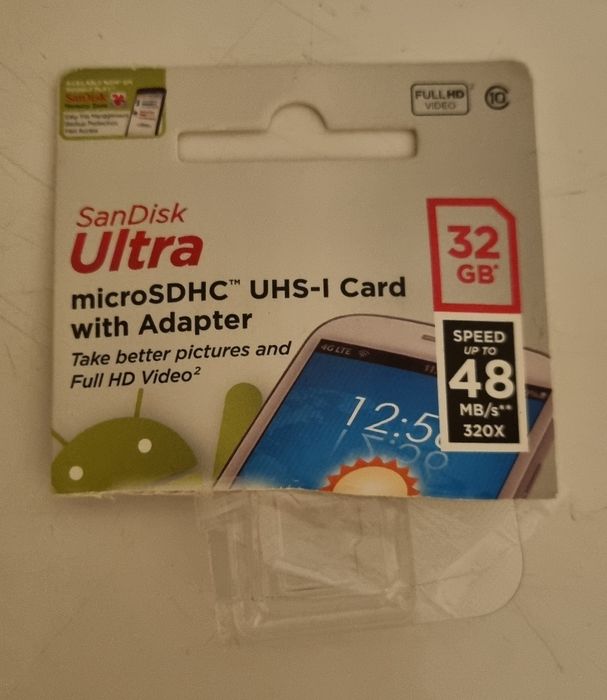 SanDisk
FULL HD
VIDEO
2
10
SanDisk
Ultra
microSDHC™ UHS-I Card
with Adapter
Take better pictures and
Full HD Video2
32
GB*
SPEED
UP TO
48
MB/s**
320X
4G LTE
12:5